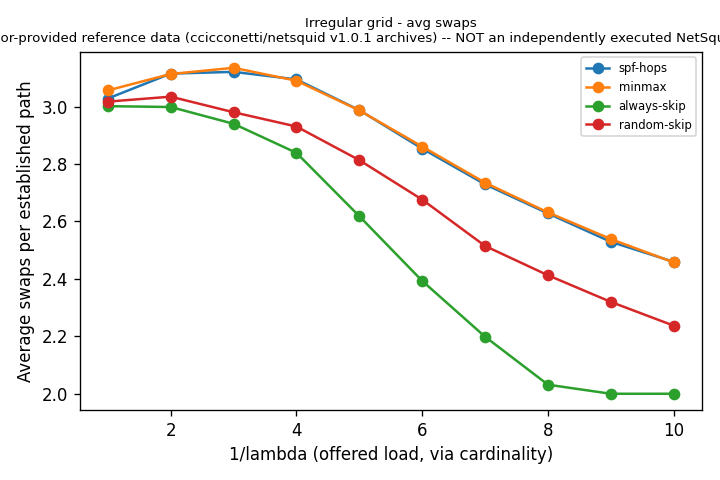 Irregular grid - avg swaps
or-provided reference data (ccicconetti/netsquid v1.0.1 archives) -- NOT an independently executed NetSqu
Average swaps per established path
3.0
2.8
2.6
2.4
2.2
2.0
spf-hops
minmax
always-skip
random-skip
2 4 6 8 10
1/lambda (offered load, via cardinality)